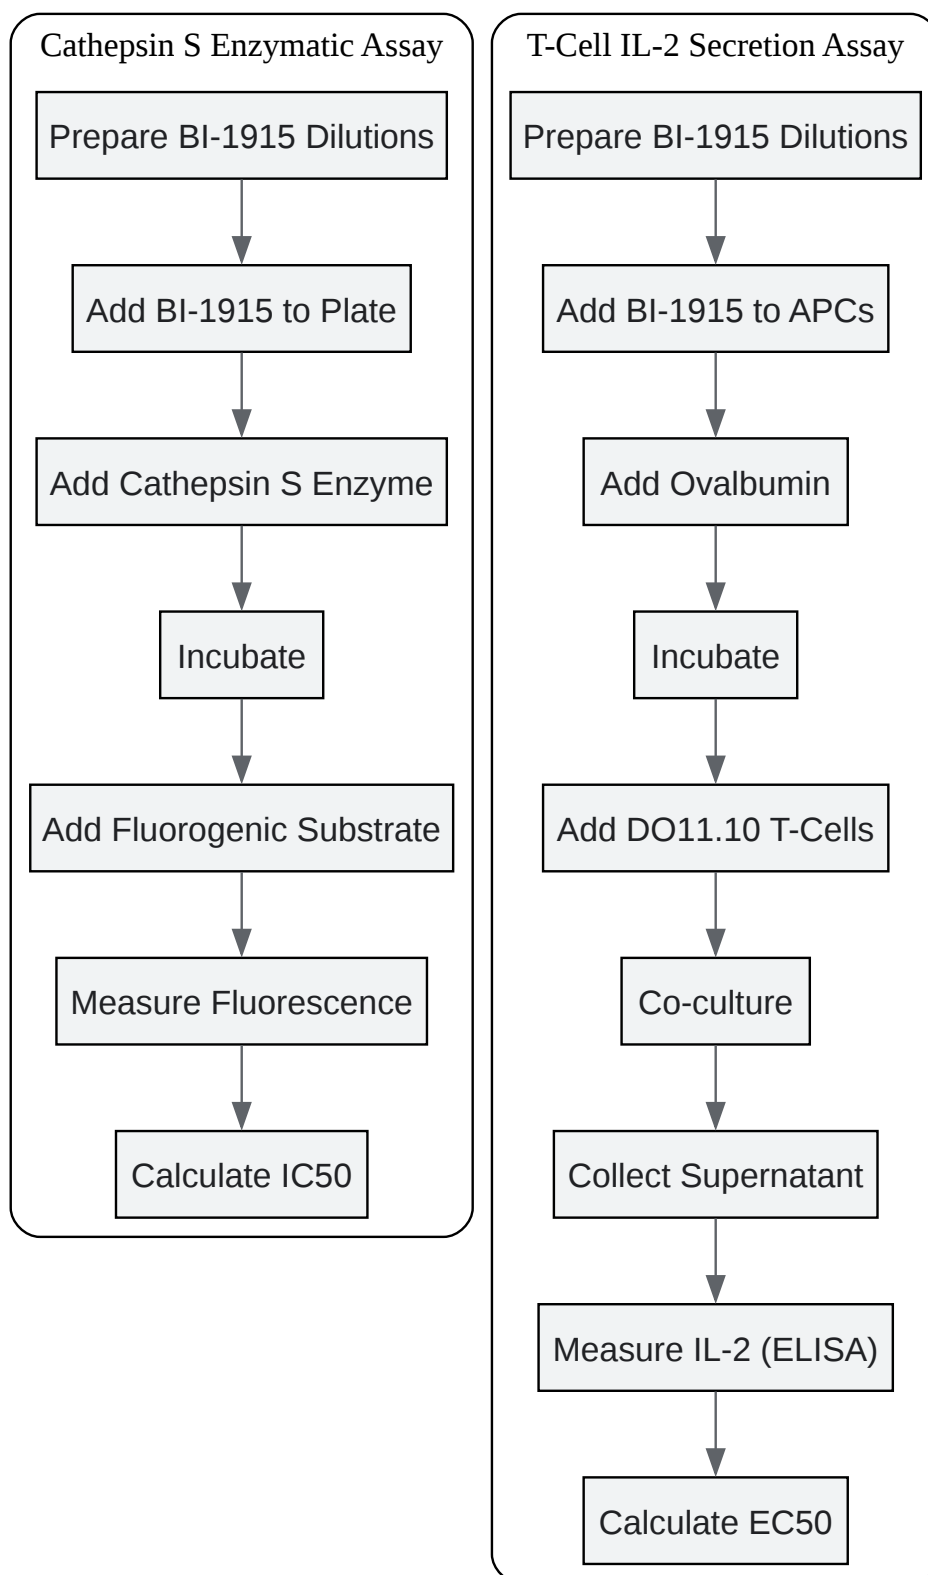 Cathepsin S Enzymatic Assay
Prepare BI-1915 Dilutions
Add BI-1915 to Plate
Add Cathepsin S Enzyme
Incubate
Add Fluorogenic Substrate
Measure Fluorescence
Calculate IC50
T-Cell IL-2 Secretion Assay
Prepare BI-1915 Dilutions
Add BI-1915 to APCs
Add Ovalbumin
Incubate
Add DO11.10 T-Cells
Co-culture
Collect Supernatant
Measure IL-2 (ELISA)
Calculate EC50